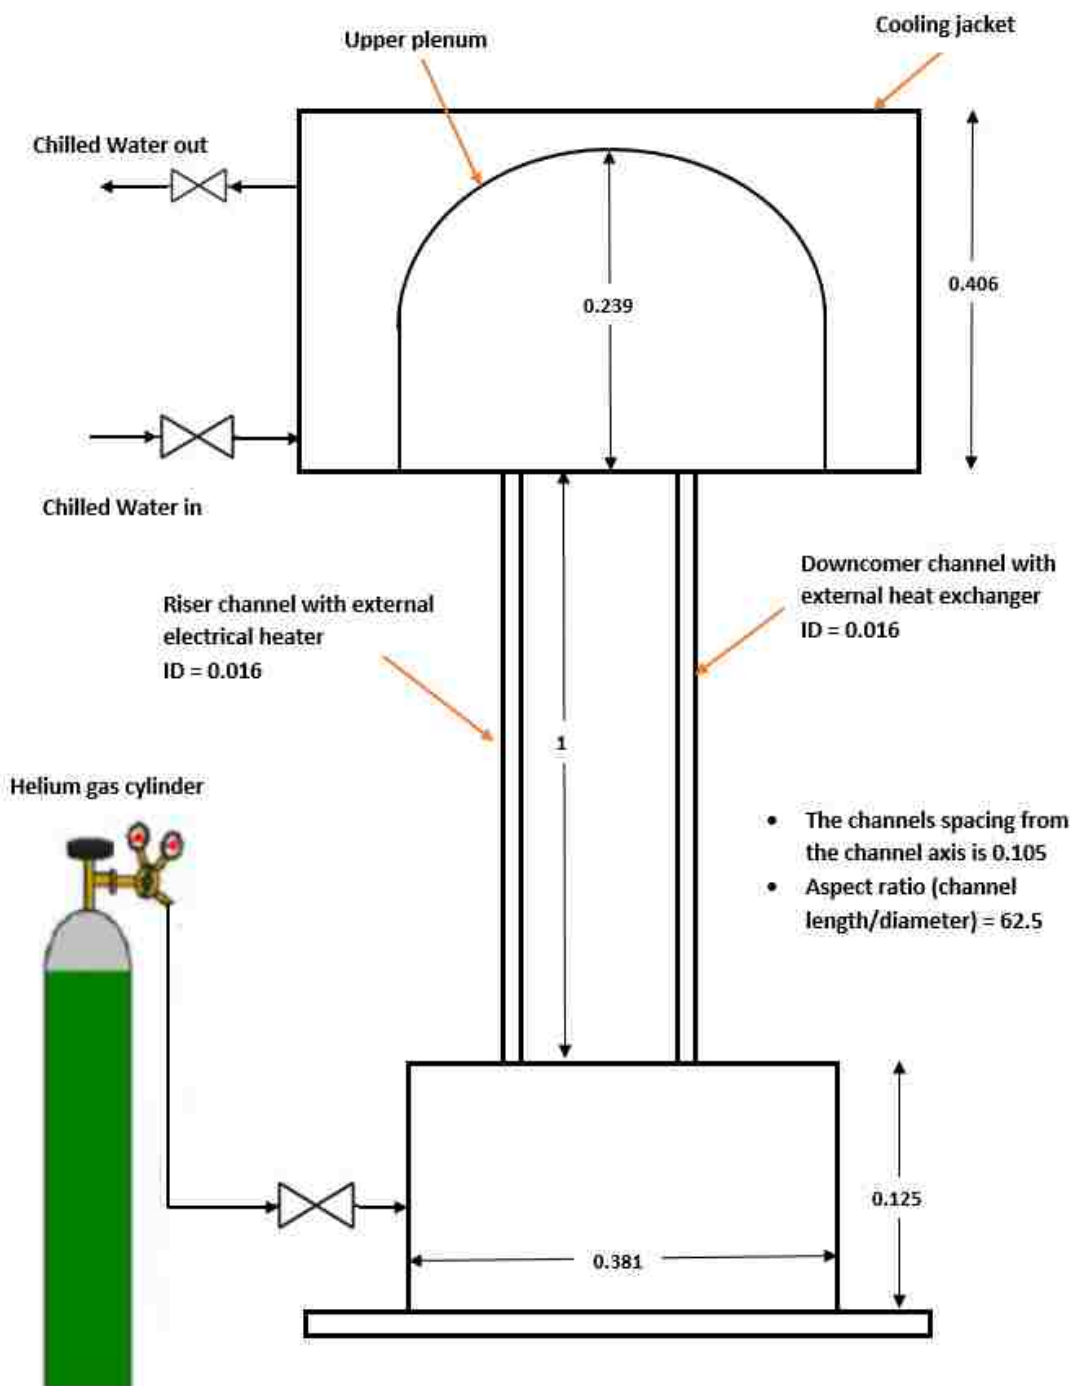 Upper plenum
Cooling jacket
Chilled Water out
0.239
0.406
Chilled Water in
Riser channel with external
electrical heater
ID = 0.016
Downcomer channel with
external heat exchanger
ID = 0.016
1
Helium gas cylinder
• The channels spacing from
the channel axis is 0.105
• Aspect ratio (channel
length/diameter) = 62.5
0.125
0.381